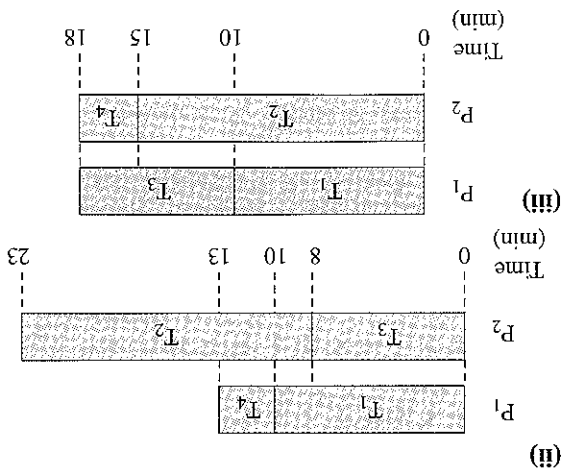 (ii)
P₁ T₁ T₄
P₂ T₃ T₂
Time 0 8 10 13 23
(min)
(iii) P₁ T₁ T₃
P₂ T₂ T₄
Time 0 10 15 18
(min)